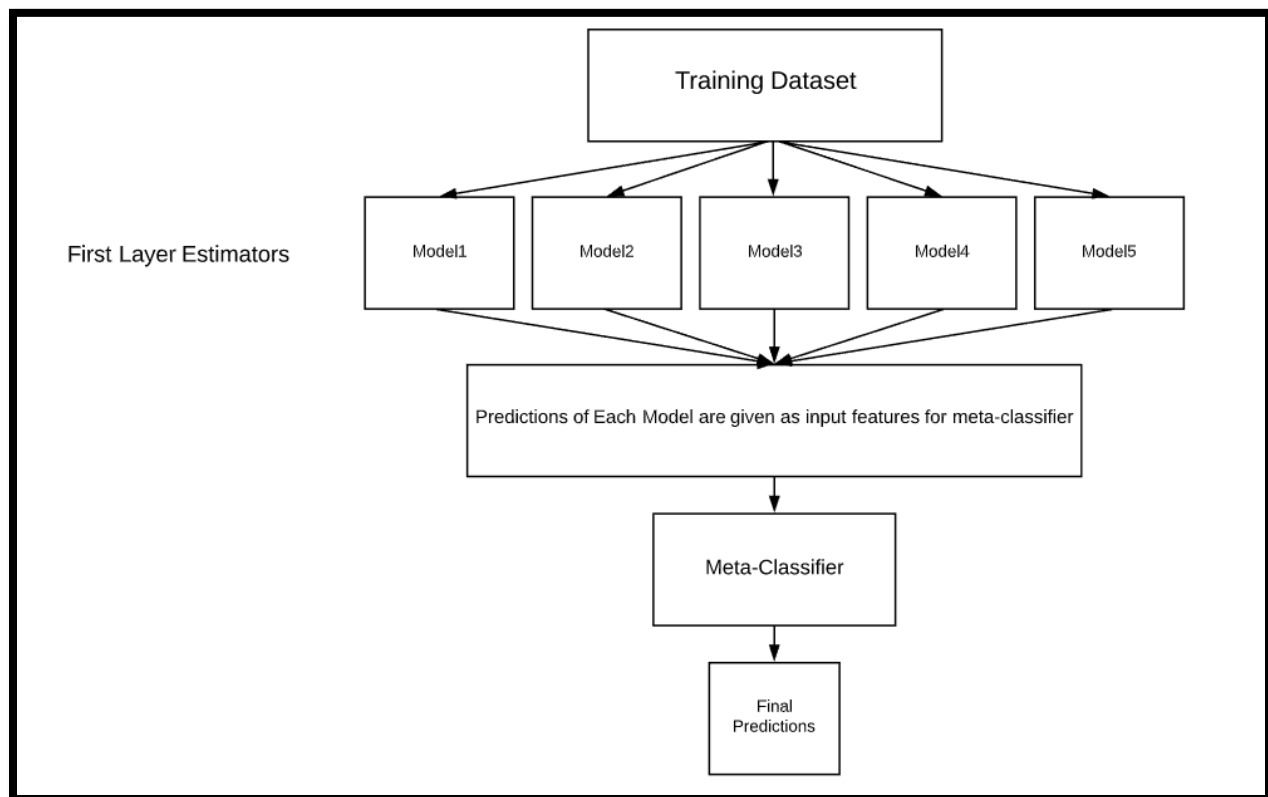 Training Dataset
First Layer Estimators
Model1
Model2
Model3
Model4
Model5
Predictions of Each Model are given as input features for meta-classifier
Meta-Classifier
Final
Predictions